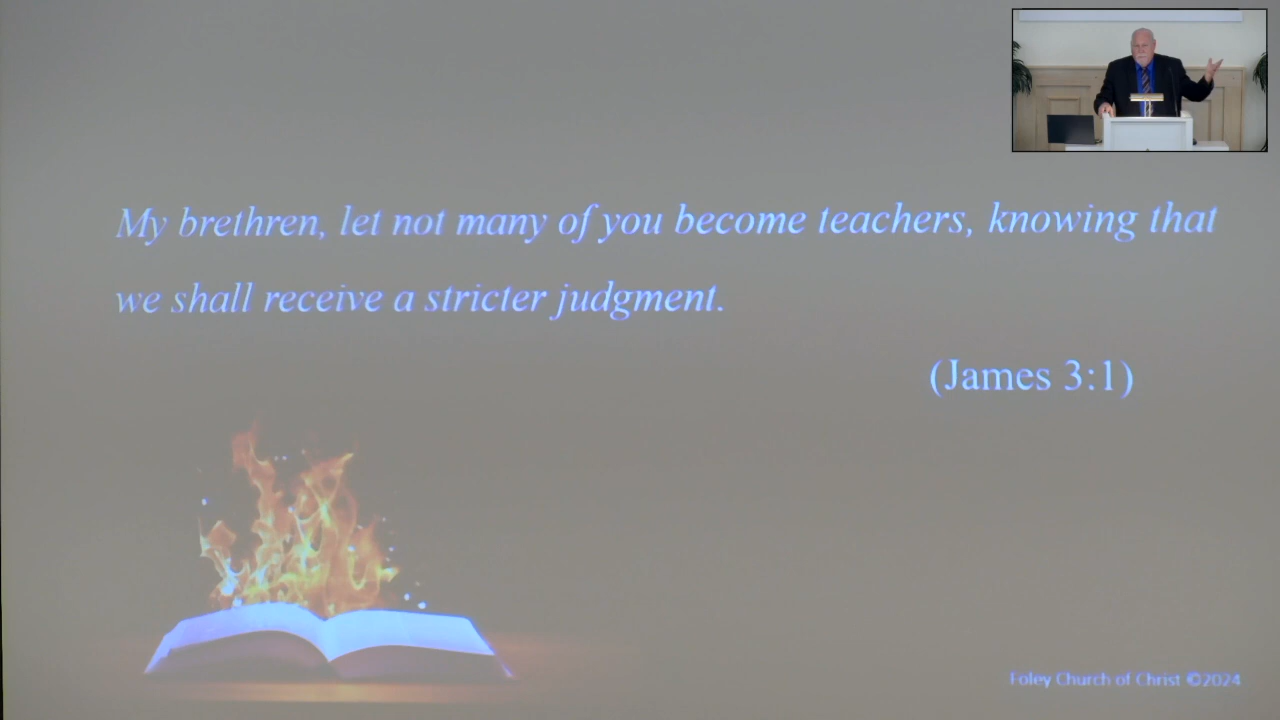 My brethren, let not many of you become teachers, knowing that
we shall receive a stricter judgment.
(James 3:1)
Foley Church of Christ ©2024